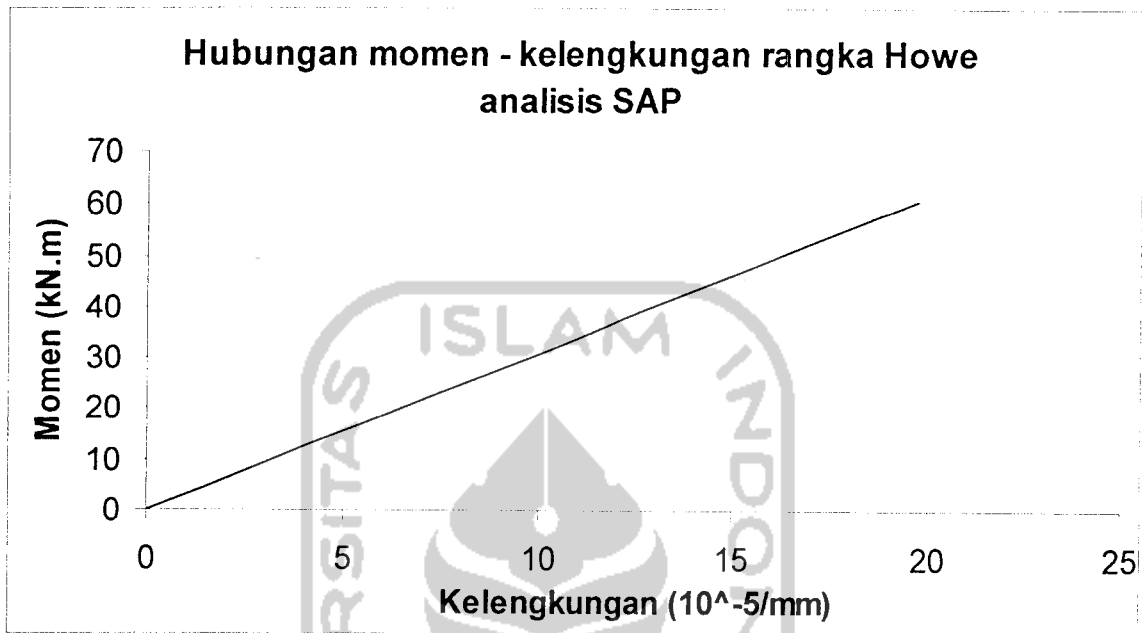 Hubungan momen - kelengkungan rangka Howe
analisis SAP
Momen (kN.m)
70
60
50
40
30
20
10
0
0 5 10 15 20 25
Kelengkungan (10^-5/mm)
ISLAM